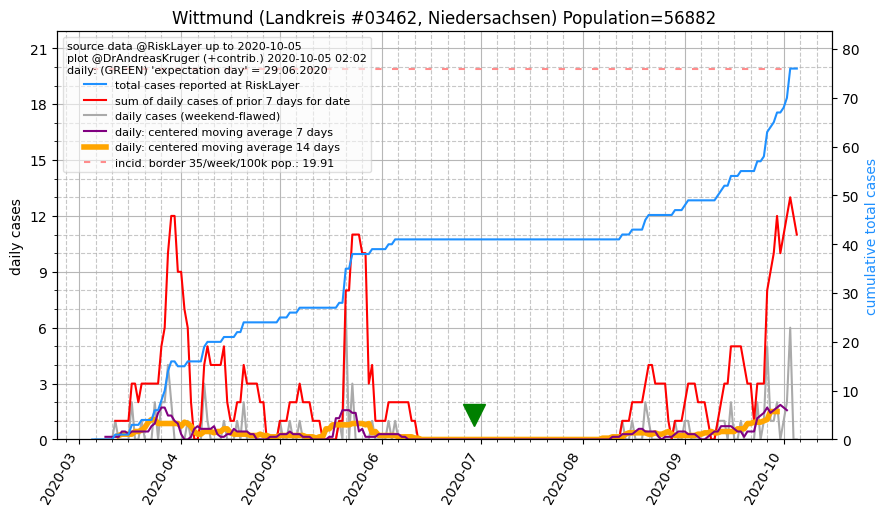 Wittmund (Landkreis #03462, Niedersachsen) Population=56882
source data @RiskLayer up to 2020-10-05
plot @DrAndreasKruger (+contrib.) 2020-10-05 02:02
daily: (GREEN) 'expectation day' = 29.06.2020
total cases reported at RiskLayer
sum of daily cases of prior 7 days for date
daily cases (weekend-flawed)
daily: centered moving average 7 days
daily: centered moving average 14 days
incid. border 35/week/100k pop.: 19.91
daily cases
21
18
15
12
9
6
3
0
cumulative total cases
80
70
60
50
40
30
20
10
0
2020-03
2020-04
2020-05
2020-06
2020-07
2020-08
2020-09
2020-10